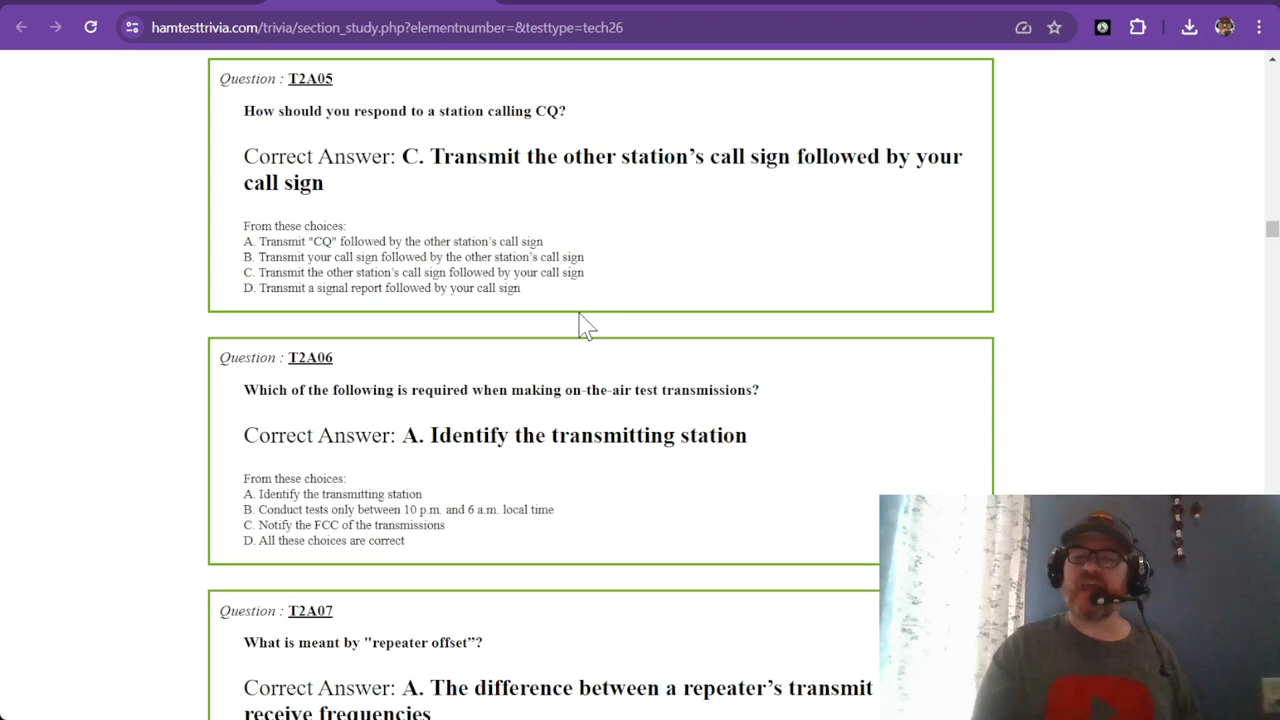 hamtesttrivia.com/trivia/section_study.php?elementnumber=&testtype=tech26
Question : T2A05
How should you respond to a station calling CQ?
Correct Answer: C. Transmit the other station’s call sign followed by your
call sign
From these choices:
A. Transmit "CQ" followed by the other station’s call sign
B. Transmit your call sign followed by the other station’s call sign
C. Transmit the other station’s call sign followed by your call sign
D. Transmit a signal report followed by your call sign
Question : T2A06
Which of the following is required when making on-the-air test transmissions?
Correct Answer: A. Identify the transmitting station
From these choices:
A. Identify the transmitting station
B. Conduct tests only between 10 p.m. and 6 a.m. local time
C. Notify the FCC of the transmissions
D. All these choices are correct
Question : T2A07
What is meant by "repeater offset”?
Correct Answer: A. The difference between a repeater’s transmit
receive frequencies